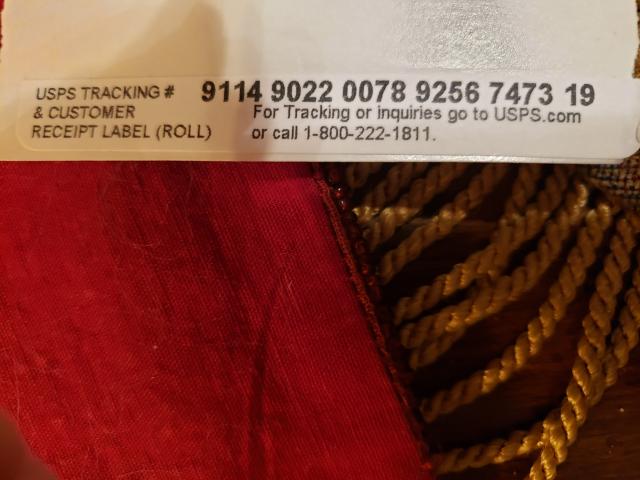 USPS TRACKING # 9114 9022 0078 9256 7473 19
& CUSTOMER For Tracking or inquiries go to USPS.com
RECEIPT LABEL (ROLL) or call 1-800-222-1811.